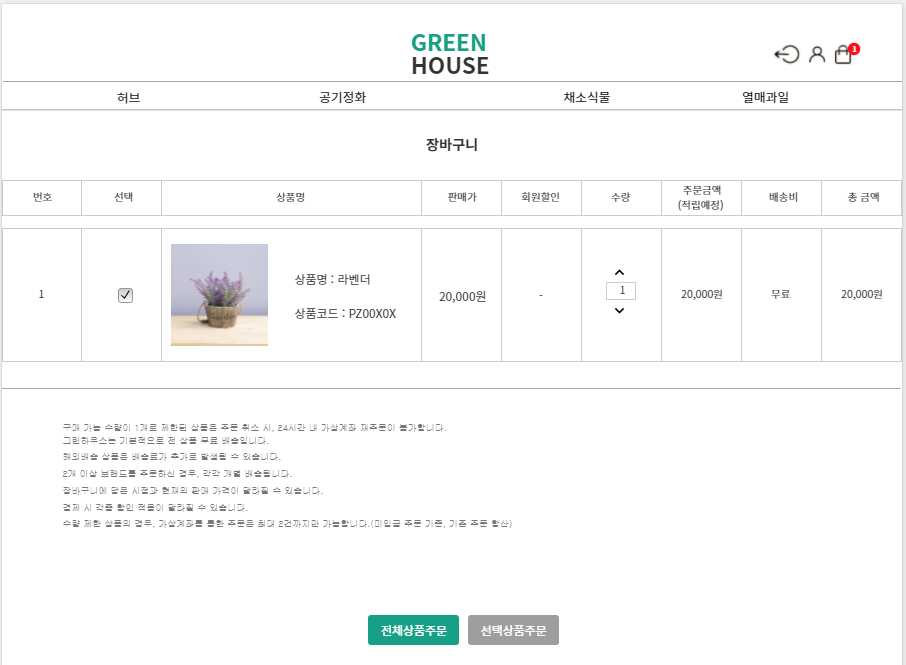 GREEN
HOUSE
1
허브 공기정화 채소식물 열매과일
장바구니
번호 선택 상품명 판매가 회원할인 수량 주문금액 (적립예정) 배송비 총 금액
상품명 : 라벤더
1 20,000원 - 1 20,000원 무료 20,000원
상품코드 : PZ00X0X
구매 가능 수량이 1개로 제한된 상품은 주문 취소 시, 24시간 내 가상계좌 재주문이 불가합니다.
그린하우스는 기본적으로 전 상품 무료 배송입니다.
해외배송 상품은 배송료가 추가로 발생될 수 있습니다.
2개 이상 브랜드를 주문하신 경우, 각각 개별 배송됩니다.
장바구니에 담은 시점과 현재의 판매 가격이 달라질 수 있습니다.
결제 시 각종 할인 적용이 달라질 수 있습니다.
수량 제한 상품의 경우, 가상계좌를 통한 주문은 최대 2건까지만 가능합니다.(미입금 주문 기준, 기존 주문 합산)
전체상품주문 선택상품주문